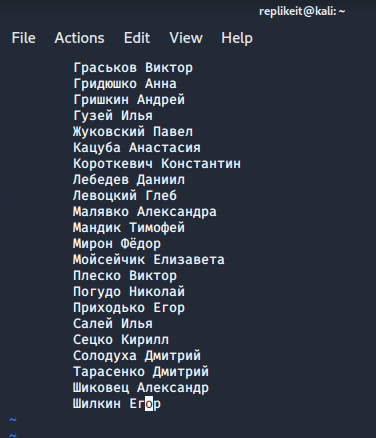 replikeit@kali: ~
File Actions Edit View Help
Граськов Виктор
Гридюшко Анна
Гришкин Андрей
Гузей Илья
Жуковский Павел
Кацуба Анастасия
Короткевич Константин
Лебедев Даниил
Левоцкий Глеб
Малявко Александра
Мандик Тимофей
Мирон Фёдор
Мойсейчик Елизавета
Плеско Виктор
Погудо Николай
Приходько Егор
Салей Илья
Сецко Кирилл
Солодуха Дмитрий
Тарасенко Дмитрий
Шиковец Александр
Шилкин Егор
~
~